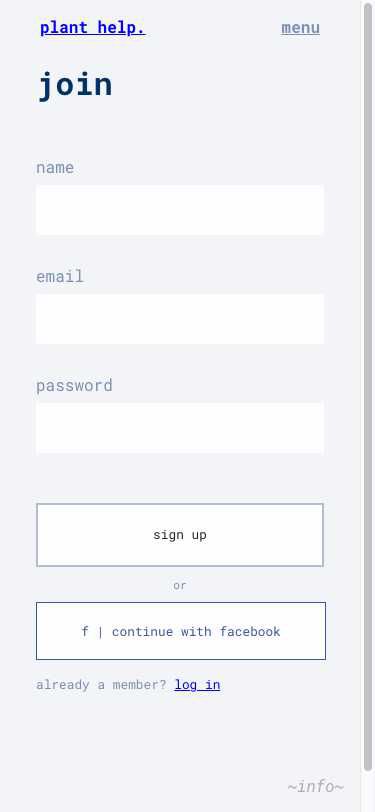 plant help. menu
join
name
email
password
sign up
or
f | continue with facebook
already a member? log in
~info~